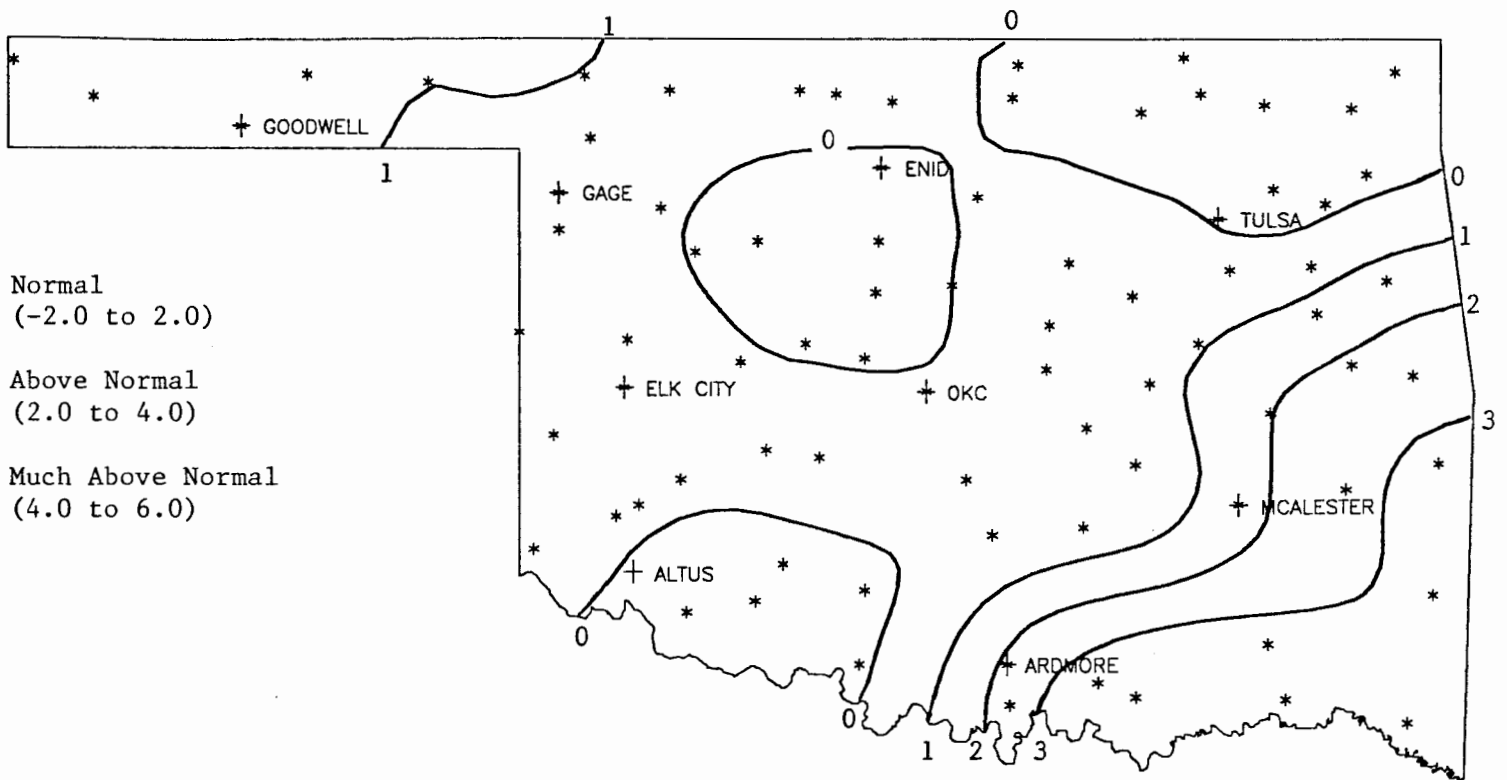 1
0
GOODWELL
1
0
ENID
GAGE
0
TULSA
1
Normal
(-2.0 to 2.0)
2
Above Normal
(2.0 to 4.0)
ELK CITY
OKC
3
Much Above Normal
(4.0 to 6.0)
MCALESTER
ALTUS
0
ARDMORE
0
1
2
3